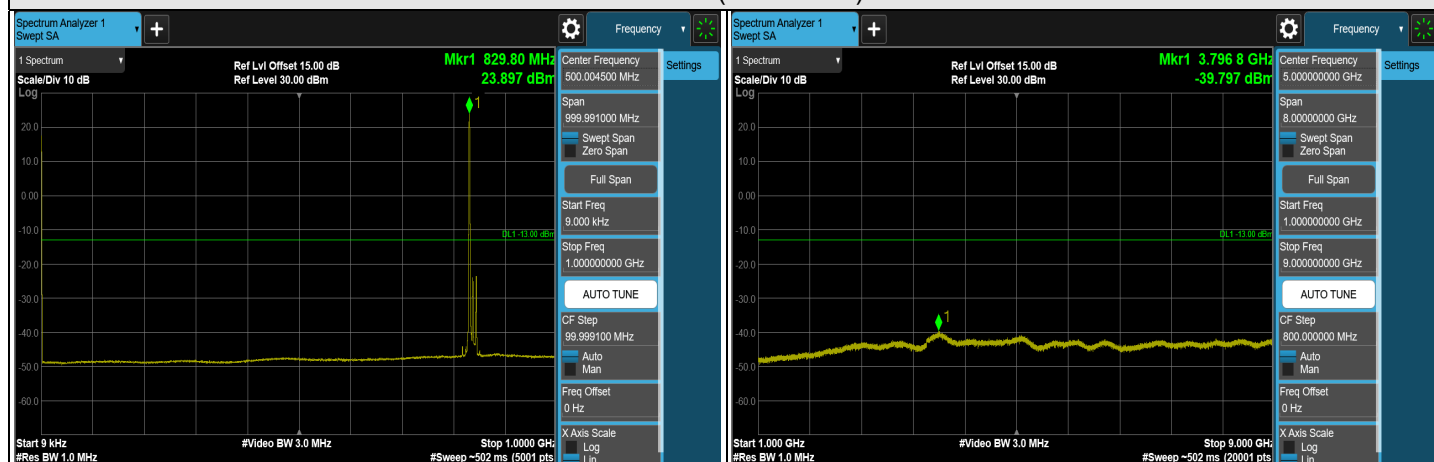 Spectrum Analyzer 1
Swept SA
+
Frequency
Settings
1 Spectrum
Ref Lvl Offset 15.00 dB
Mkr1 829.80 MHz
Scale/Div 10 dB
Ref Level 30.00 dBm
23.897 dBm
Log
1
20.0
10.0
0.00
-10.0
DL1 -13.00 dBm
-20.0
-30.0
-40.0
-50.0
-60.0
Start 9 kHz
#Video BW 3.0 MHz
Stop 1.0000 GHz
#Res BW 1.0 MHz
#Sweep ~502 ms (5001 pts
Center Frequency
500.004500 MHz
Span
999.991000 MHz
Swept Span
Zero Span
Full Span
Start Freq
9.000 kHz
Stop Freq
1.000000000 GHz
AUTO TUNE
CF Step
99.999100 MHz
Auto
Man
Freq Offset
0 Hz
X Axis Scale
Log
Lin
Spectrum Analyzer 1
Swept SA
+
Frequency
Settings
1 Spectrum
Ref Lvl Offset 15.00 dB
Mkr1 3.796 8 GHz
Scale/Div 10 dB
Ref Level 30.00 dBm
-39.797 dBm
Log
1
20.0
10.0
0.00
-10.0
DL1 -13.00 dBm
-20.0
-30.0
-40.0
-50.0
-60.0
Start 1.000 GHz
#Video BW 3.0 MHz
Stop 9.000 GHz
#Res BW 1.0 MHz
#Sweep ~502 ms (20001 pts
Center Frequency
5.000000000 GHz
Span
8.00000000 GHz
Swept Span
Zero Span
Full Span
Start Freq
1.000000000 GHz
Stop Freq
9.000000000 GHz
AUTO TUNE
CF Step
800.000000 MHz
Auto
Man
Freq Offset
0 Hz
X Axis Scale
Log
Lin